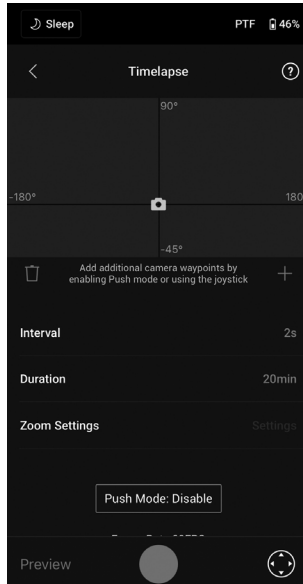 Sleep
PTF 46%
Timelapse
?
90°
-180° 180
-45°
Add additional camera waypoints by
enabling Push mode or using the joystick
Interval 2s
Duration 20min
Zoom Settings Settings
Push Mode: Disable
Preview